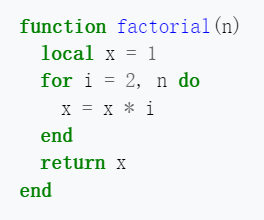 function factorial(n)
  local x = 1
  for i = 2, n do
    x = x * i
  end
  return x
end